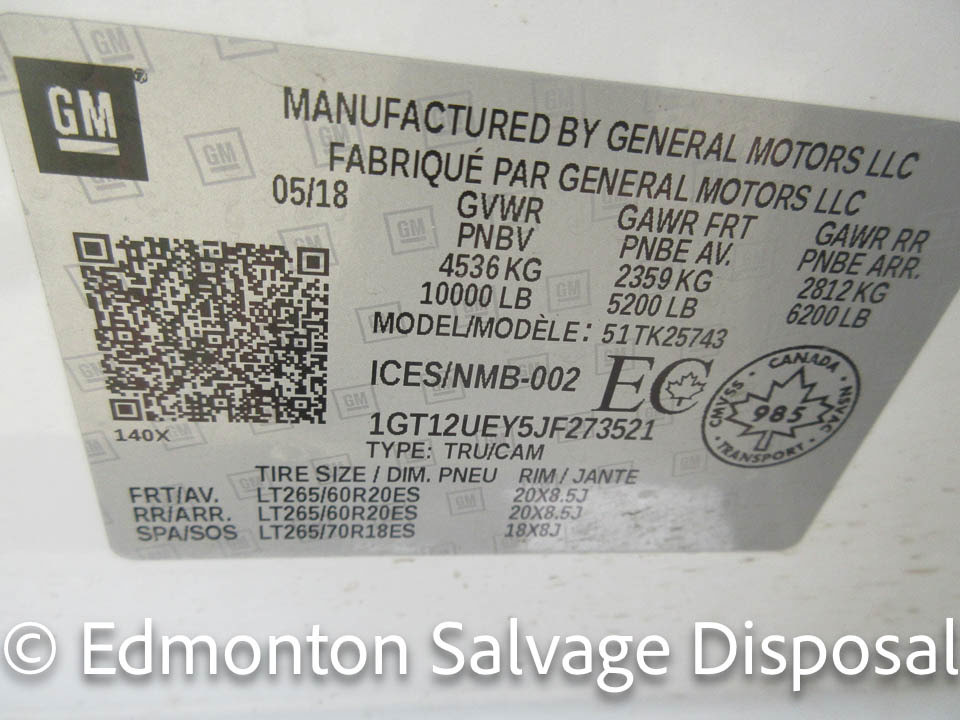 GM
MANUFACTURED BY GENERAL MOTORS LLC
FABRIQUÉ PAR GENERAL MOTORS LLC
05/18
GVWR GAWR FRT GAWR RR
PNBV PNBE AV. PNBE ARR.
4536 KG 2359 KG 2812 KG
10000 LB 5200 LB 6200 LB
MODEL/MODÈLE: 51TK25743
ICES/NMB-002 EC
CANADA
CMVSS 985 NSVAC
TRANSPORT
140X
1GT12UEY5JF273521
TYPE: TRU/CAM
TIRE SIZE / DIM. PNEU RIM / JANTE
FRT/AV. LT265/60R20ES 20X8.5J
RR/ARR. LT265/60R20ES 20X8.5J
SPA/SOS LT265/70R18ES 18X8J
© Edmonton Salvage Disposal